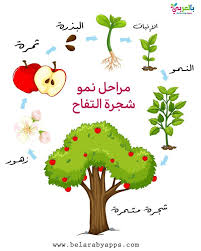 بالعربي
البذرة
الإنبات
ثمرة
النمو
مراحل نمو
شجرة التفاح
زهور
شجرة مثمرة
www.belarabyapps.com